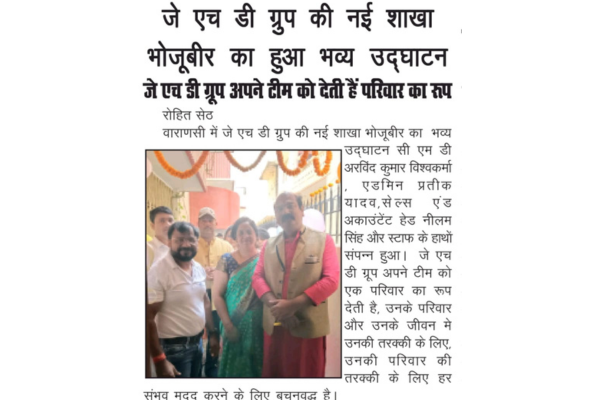 जे एच डी ग्रुप की नई शाखा
भोजूबीर का हुआ भव्य उद्घाटन
जे एच डी ग्रूप अपने टीम को देती हैं परिवार का रूप
रोहित सेठ
वाराणसी में जे एच डी ग्रुप की नई शाखा भोजूबीर का भव्य
उद्घाटन सी एम डी
अरविंद कुमार विश्वकर्मा
, एडमिन प्रतीक
यादव,सेल्स एंड
अकाउंटेंट हेड नीलम
सिंह और स्टाफ के हाथों
संपन्न हुआ। जे एच
डी ग्रूप अपने टीम को
एक परिवार का रूप
देती है, उनके परिवार
और उनके जीवन मे
उनकी तरक्की के लिए,
उनकी परिवार की
तरक्की के लिए हर
संभव मदद करने के लिए बचनवद्ध है।